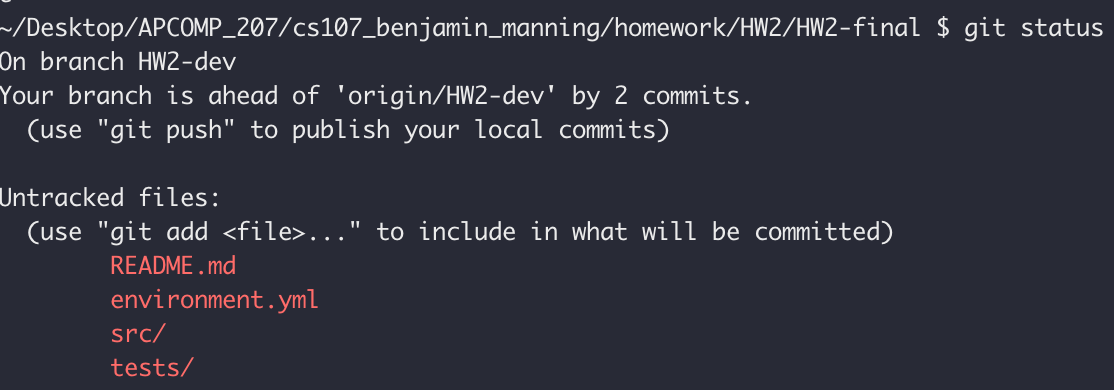 ~/Desktop/APCOMP_207/cs107_benjamin_manning/homework/HW2/HW2-final $ git status
On branch HW2-dev
Your branch is ahead of 'origin/HW2-dev' by 2 commits.
  (use "git push" to publish your local commits)

Untracked files:
  (use "git add <file>..." to include in what will be committed)
        README.md
        environment.yml
        src/
        tests/